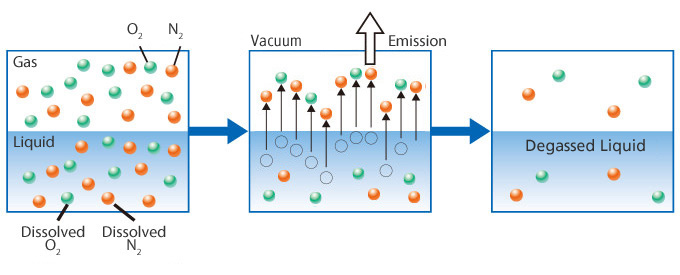 O2 N2
Gas
Liquid
Dissolved
O2
Dissolved
N2
Vacuum
Emission
Degassed Liquid